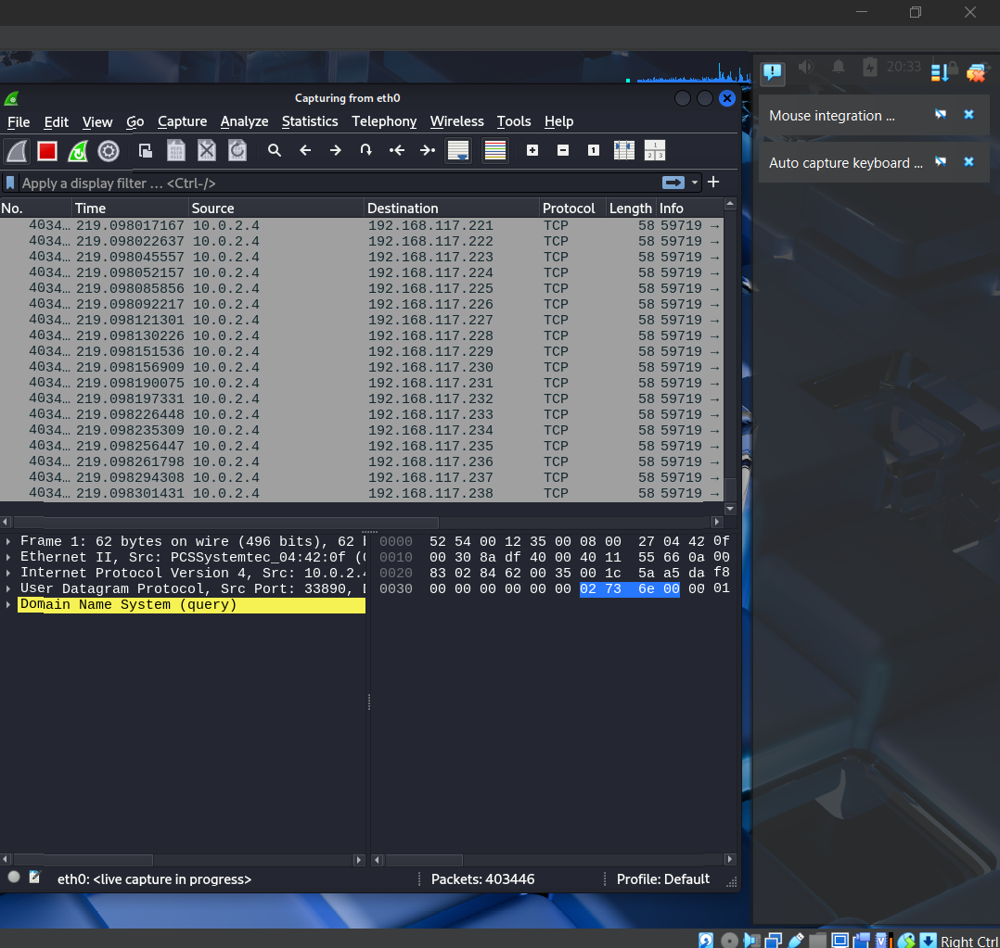 20:33
Capturing from eth0
Mouse integration ...
Auto capture keyboard ...
File Edit View Go Capture Analyze Statistics Telephony Wireless Tools Help
Apply a display filter … <Ctrl-/>
No. Time Source Destination Protocol Length Info
4034… 219.098017167 10.0.2.4 192.168.117.221 TCP 58 59719 →
4034… 219.098022637 10.0.2.4 192.168.117.222 TCP 58 59719 →
4034… 219.098045557 10.0.2.4 192.168.117.223 TCP 58 59719 →
4034… 219.098052157 10.0.2.4 192.168.117.224 TCP 58 59719 →
4034… 219.098085856 10.0.2.4 192.168.117.225 TCP 58 59719 →
4034… 219.098092217 10.0.2.4 192.168.117.226 TCP 58 59719 →
4034… 219.098121301 10.0.2.4 192.168.117.227 TCP 58 59719 →
4034… 219.098130226 10.0.2.4 192.168.117.228 TCP 58 59719 →
4034… 219.098151536 10.0.2.4 192.168.117.229 TCP 58 59719 →
4034… 219.098156909 10.0.2.4 192.168.117.230 TCP 58 59719 →
4034… 219.098190075 10.0.2.4 192.168.117.231 TCP 58 59719 →
4034… 219.098197331 10.0.2.4 192.168.117.232 TCP 58 59719 →
4034… 219.098226448 10.0.2.4 192.168.117.233 TCP 58 59719 →
4034… 219.098235309 10.0.2.4 192.168.117.234 TCP 58 59719 →
4034… 219.098256447 10.0.2.4 192.168.117.235 TCP 58 59719 →
4034… 219.098261798 10.0.2.4 192.168.117.236 TCP 58 59719 →
4034… 219.098294308 10.0.2.4 192.168.117.237 TCP 58 59719 →
4034… 219.098301431 10.0.2.4 192.168.117.238 TCP 58 59719 →
Frame 1: 62 bytes on wire (496 bits), 62
Ethernet II, Src: PCSSystemtec_04:42:0f (
Internet Protocol Version 4, Src: 10.0.2.4
User Datagram Protocol, Src Port: 33890,
Domain Name System (query)
0000 52 54 00 12 35 00 08 00 27 04 42 0f
0010 00 30 8a df 40 00 40 11 55 66 0a 00
0020 83 02 84 62 00 35 00 1c 5a a5 da f8
0030 00 00 00 00 00 00 02 73 6e 00 00 01
eth0: <live capture in progress> Packets: 403446 Profile: Default
Right Ctrl